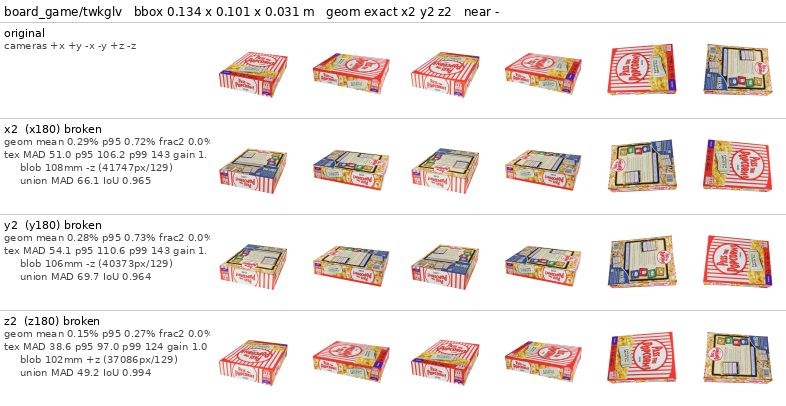 board_game/twkglv   bbox 0.134 x 0.101 x 0.031 m   geom exact x2 y2 z2   near -
original
cameras +x +y -x -y +z -z
x2  (x180) broken
geom mean 0.29% p95 0.72% frac2 0.0%
tex MAD 51.0 p95 106.2 p99 143 gain 1.
blob 108mm -z (41747px/129)
union MAD 66.1 IoU 0.965
y2  (y180) broken
geom mean 0.28% p95 0.73% frac2 0.0%
tex MAD 54.1 p95 110.6 p99 143 gain 1.
blob 106mm -z (40373px/129)
union MAD 69.7 IoU 0.964
z2  (z180) broken
geom mean 0.15% p95 0.27% frac2 0.0%
tex MAD 38.6 p95 97.0 p99 124 gain 1.0
blob 102mm +z (37086px/129)
union MAD 49.2 IoU 0.994